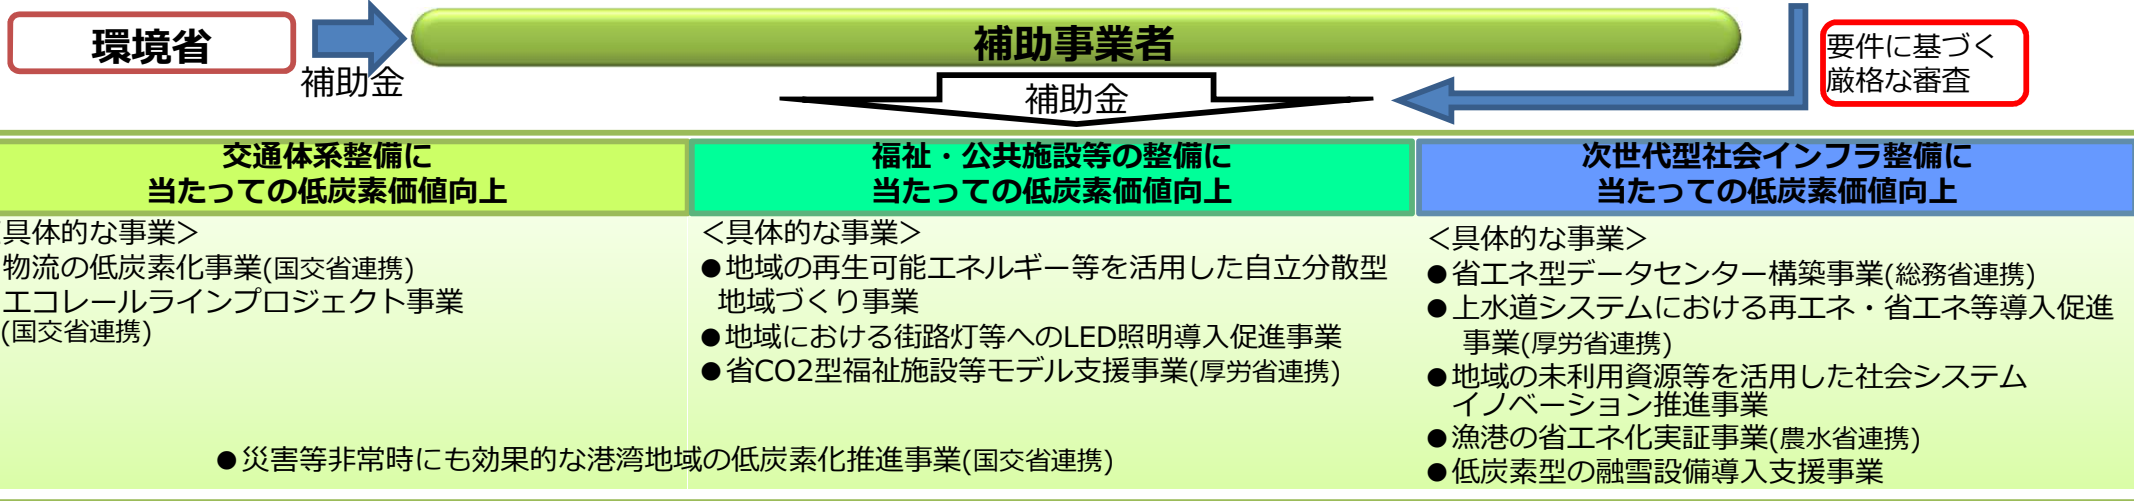 環境省
補助金
補助事業者
補助金
要件に基づく
厳格な審査
交通体系整備に
当たっての低炭素価値向上
福祉・公共施設等の整備に
当たっての低炭素価値向上
次世代型社会インフラ整備に
当たっての低炭素価値向上
具体的な事業＞
物流の低炭素化事業(国交省連携)
エコレールラインプロジェクト事業
(国交省連携)
＜具体的な事業＞
●地域の再生可能エネルギー等を活用した自立分散型
地域づくり事業
●地域における街路灯等へのLED照明導入促進事業
●省CO2型福祉施設等モデル支援事業(厚労省連携)
●災害等非常時にも効果的な港湾地域の低炭素化推進事業(国交省連携)
＜具体的な事業＞
●省エネ型データセンター構築事業(総務省連携)
●上水道システムにおける再エネ・省エネ等導入促進
事業(厚労省連携)
●地域の未利用資源等を活用した社会システム
イノベーション推進事業
●漁港の省エネ化実証事業(農水省連携)
●低炭素型の融雪設備導入支援事業